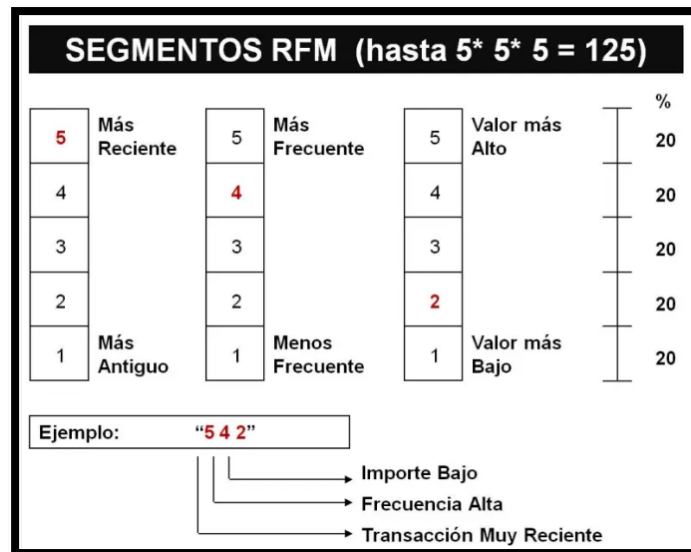 SEGMENTOS RFM (hasta 5* 5* 5 = 125)
%
5 Más Reciente 5 Más Frecuente 5 Valor más Alto 20
4 4 4 20
3 3 3 20
2 2 2 20
1 Más Antiguo 1 Menos Frecuente 1 Valor más Bajo 20
Ejemplo: “5 4 2”
Importe Bajo
Frecuencia Alta
Transacción Muy Reciente